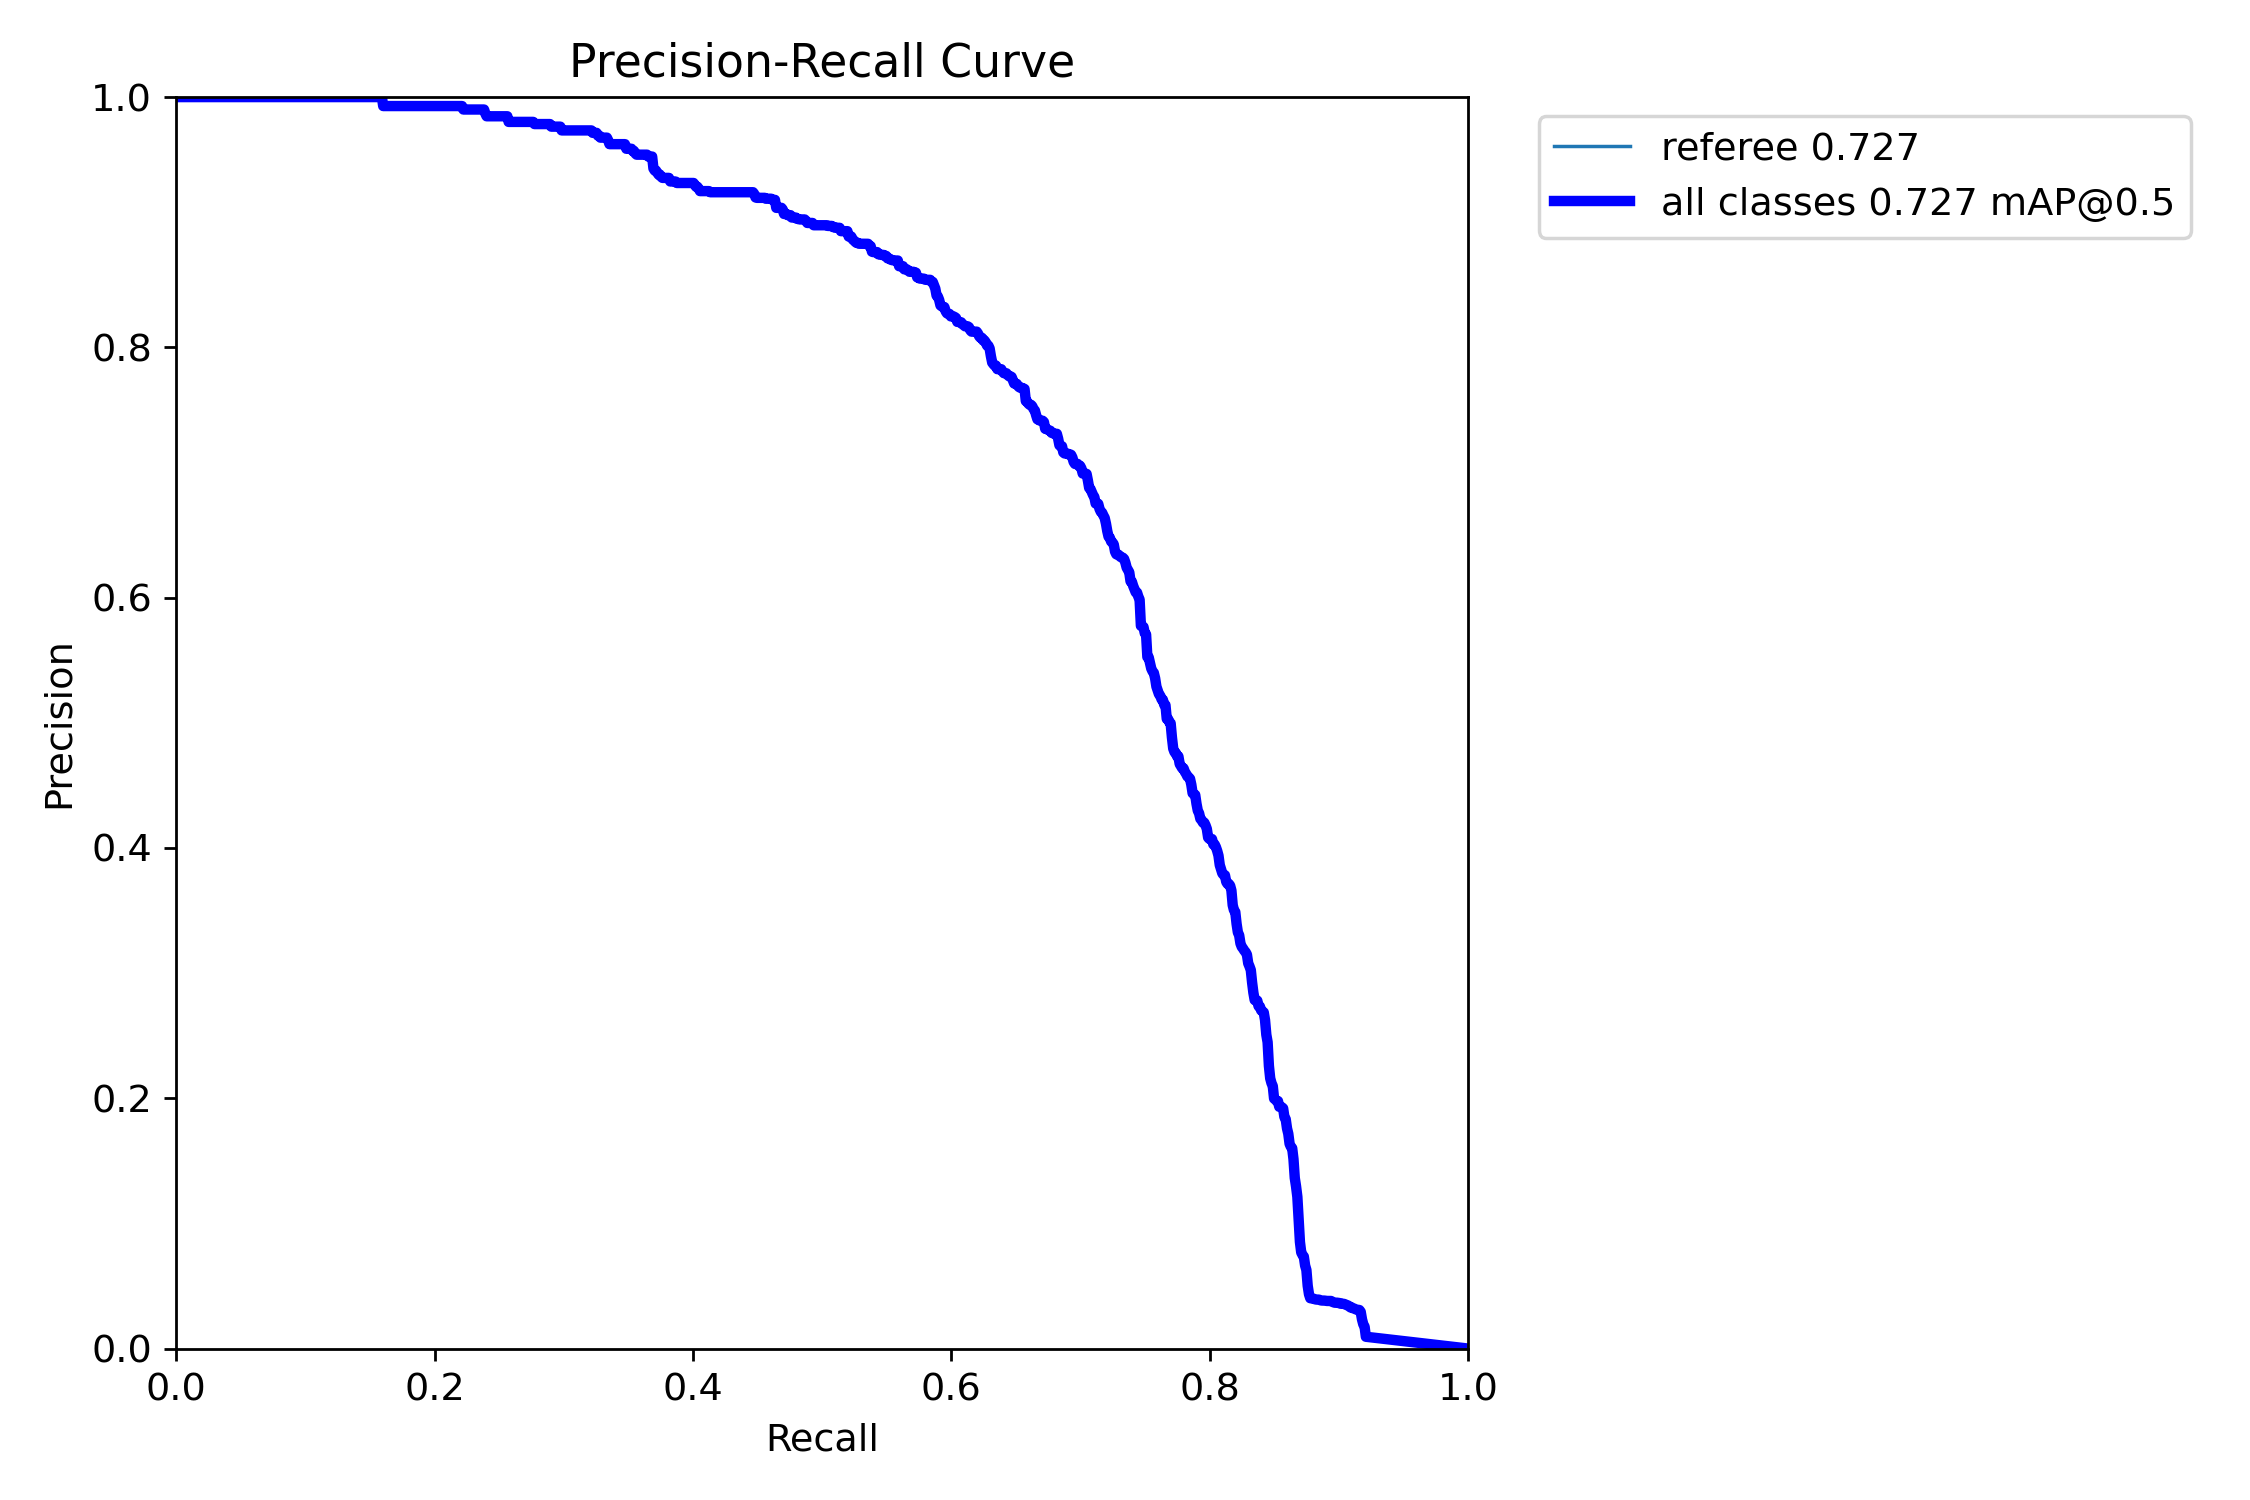 Precision-Recall Curve
1.0
0.8
0.6
0.4
0.2
0.0
Precision
0.0 0.2 0.4 0.6 0.8 1.0
Recall
referee 0.727
all classes 0.727 mAP@0.5